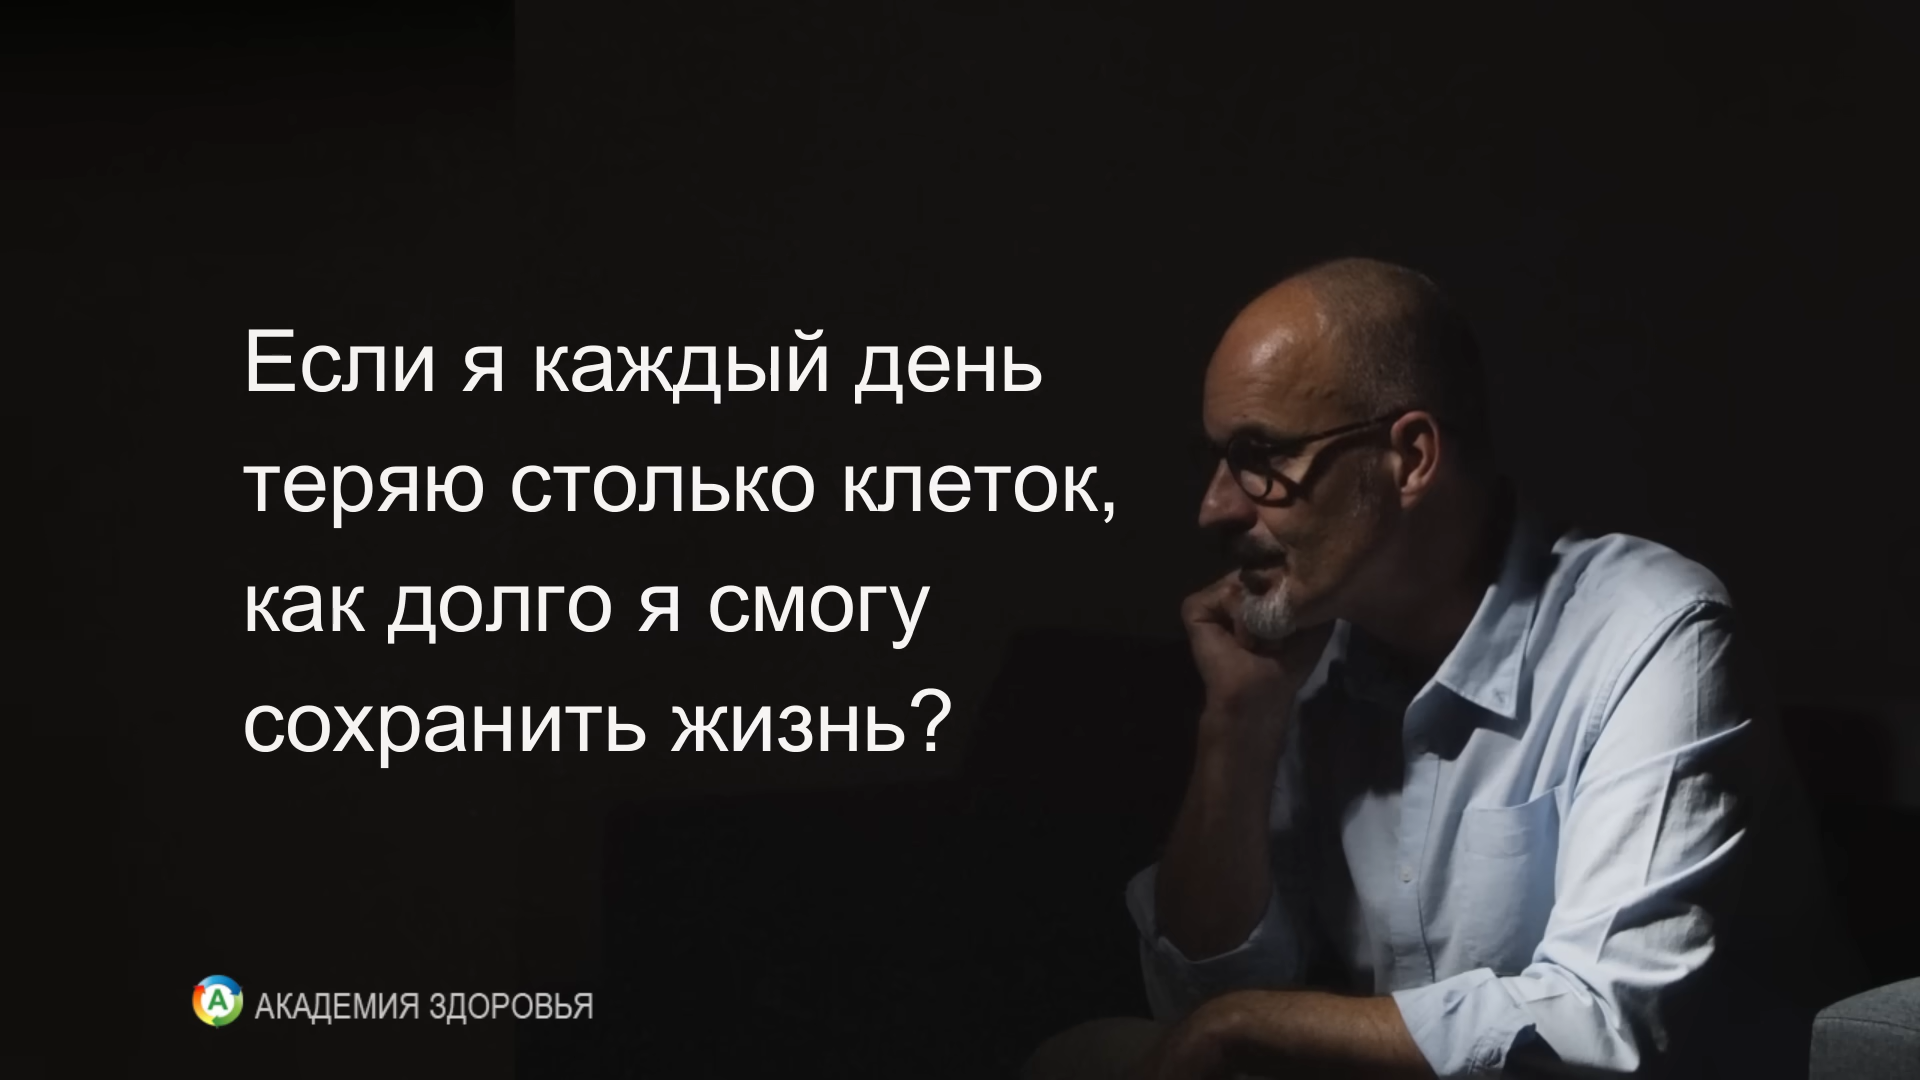 Если я каждый день
теряю столько клеток,
как долго я смогу
сохранить жизнь?
А АКАДЕМИЯ ЗДОРОВЬЯ